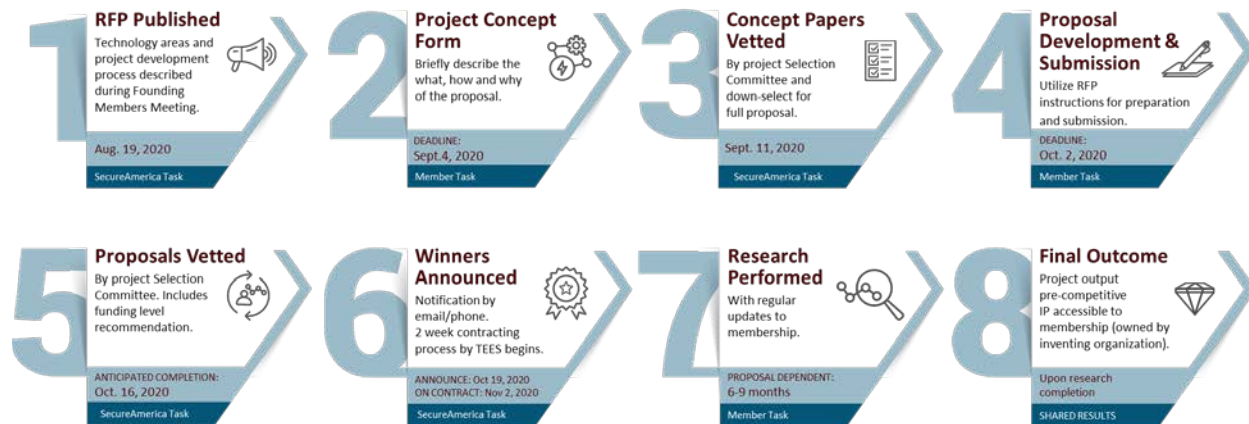 1
RFP Published
Technology areas and
project development
process described
during Founding
Members Meeting.
Aug. 19, 2020
SecureAmerica Task
2
Project Concept
Form
Briefly describe the
what, how and why
of the proposal.
DEADLINE:
Sept.4, 2020
Member Task
3
Concept Papers
Vetted
By project Selection
Committee and
down-select for
full proposal.
Sept. 11, 2020
SecureAmerica Task
4
Proposal
Development &
Submission
Utilize RFP
instructions for preparation
and submission.
DEADLINE:
Oct. 2, 2020
Member Task
5
Proposals Vetted
By project Selection
Committee. Includes
funding level
recommendation.
ANTICIPATED COMPLETION:
Oct. 16, 2020
SecureAmerica Task
6
Winners
Announced
Notification by
email/phone.
2 week contracting
process by TEES begins.
ANNOUNCE: Oct 19, 2020
ON CONTRACT: Nov 2, 2020
SecureAmerica Task
7
Research
Performed
With regular
updates to
membership.
PROPOSAL DEPENDENT:
6-9 months
Member Task
8
Final Outcome
Project output
pre-competitive
IP accessible to
membership (owned by
inventing organization).
Upon research
completion
SHARED RESULTS